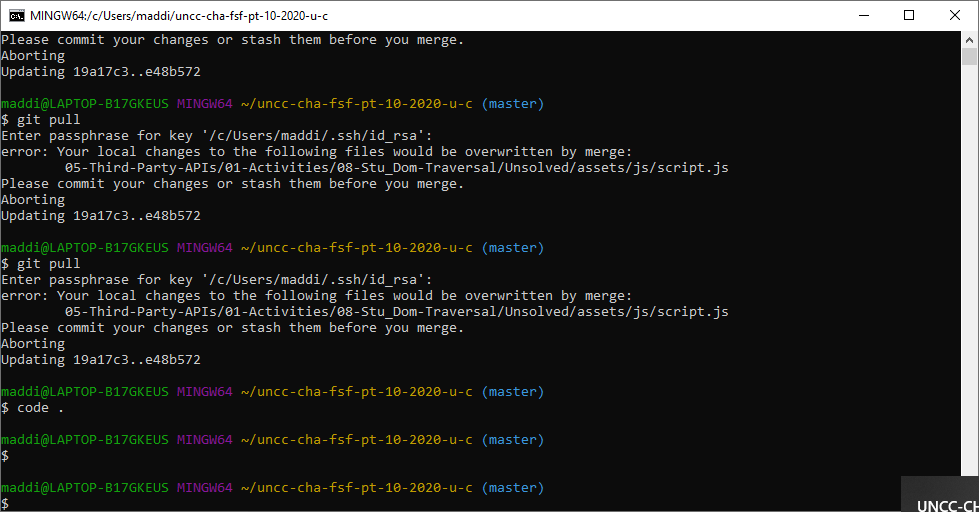 MINGW64:/c/Users/maddi/uncc-cha-fsf-pt-10-2020-u-c
Please commit your changes or stash them before you merge.
Aborting
Updating 19a17c3..e48b572
maddi@LAPTOP-B17GKEUS MINGW64 ~/uncc-cha-fsf-pt-10-2020-u-c (master)
$ git pull
Enter passphrase for key '/c/Users/maddi/.ssh/id_rsa':
error: Your local changes to the following files would be overwritten by merge:
05-Third-Party-APIs/01-Activities/08-Stu_Dom-Traversal/Unsolved/assets/js/script.js
Please commit your changes or stash them before you merge.
Aborting
Updating 19a17c3..e48b572
maddi@LAPTOP-B17GKEUS MINGW64 ~/uncc-cha-fsf-pt-10-2020-u-c (master)
$ git pull
Enter passphrase for key '/c/Users/maddi/.ssh/id_rsa':
error: Your local changes to the following files would be overwritten by merge:
05-Third-Party-APIs/01-Activities/08-Stu_Dom-Traversal/Unsolved/assets/js/script.js
Please commit your changes or stash them before you merge.
Aborting
Updating 19a17c3..e48b572
maddi@LAPTOP-B17GKEUS MINGW64 ~/uncc-cha-fsf-pt-10-2020-u-c (master)
$ code .
maddi@LAPTOP-B17GKEUS MINGW64 ~/uncc-cha-fsf-pt-10-2020-u-c (master)
$
maddi@LAPTOP-B17GKEUS MINGW64 ~/uncc-cha-fsf-pt-10-2020-u-c (master)
$
UNCC-CH